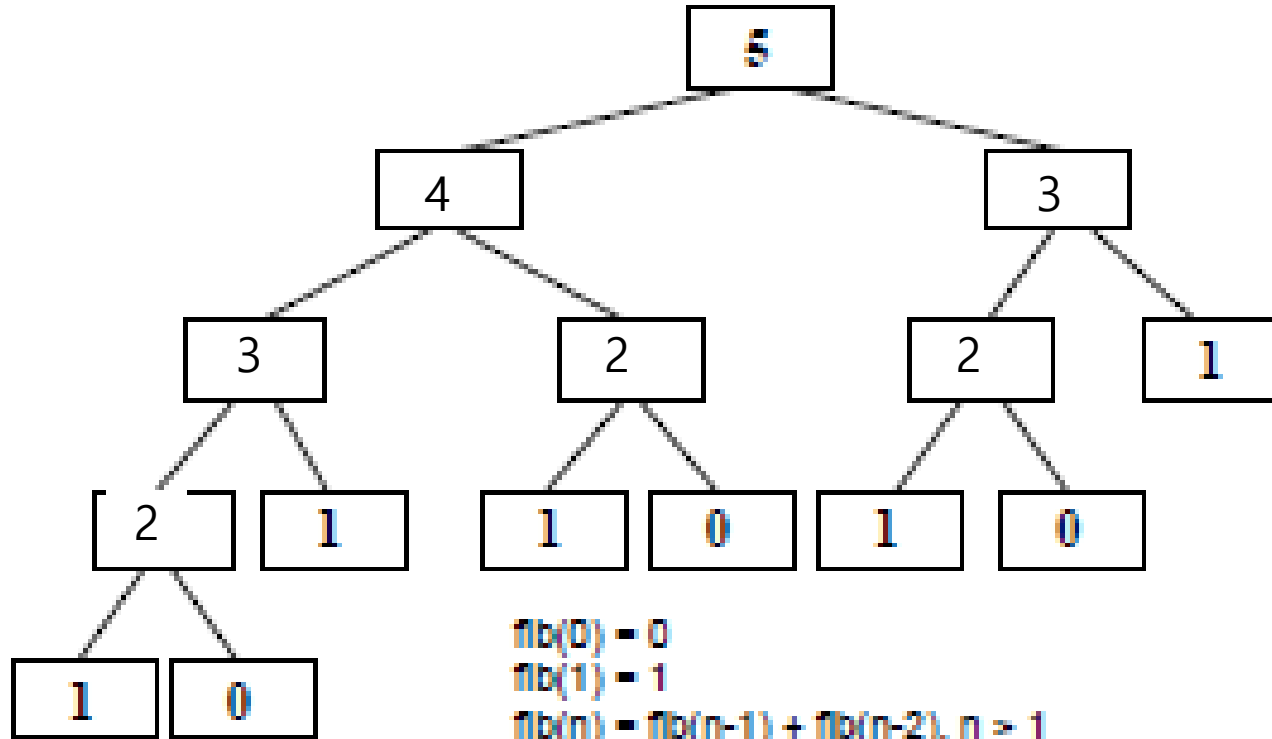 5
4 3
3 2 2 1
2 1 1 0 1 0
1 0
fib(0) = 0
fib(1) = 1
fib(n) = fib(n-1) + fib(n-2), n > 1